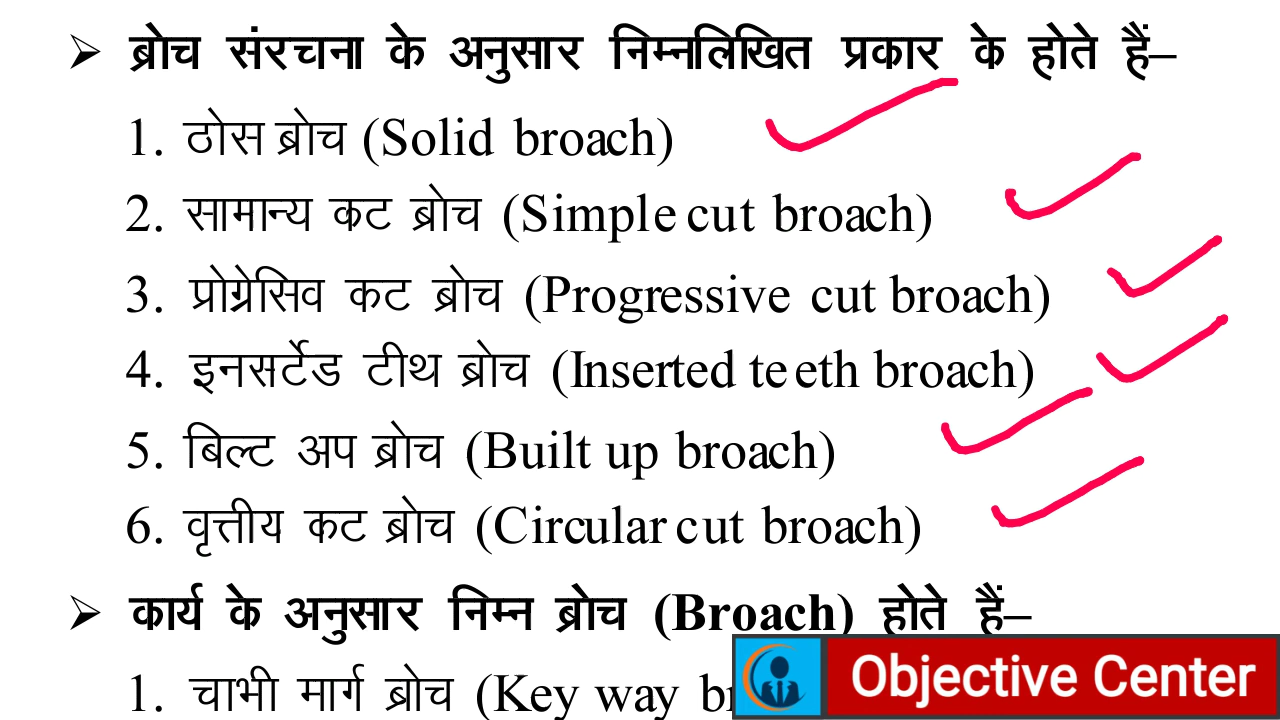 ➢ ब्रोच संरचना के अनुसार निम्नलिखित प्रकार के होते हैं–
1. ठोस ब्रोच (Solid broach)
2. सामान्य कट ब्रोच (Simple cut broach)
3. प्रोग्रेसिव कट ब्रोच (Progressive cut broach)
4. इनसर्टेड टीथ ब्रोच (Inserted teeth broach)
5. बिल्ट अप ब्रोच (Built up broach)
6. वृत्तीय कट ब्रोच (Circular cut broach)
➢ कार्य के अनुसार निम्न ब्रोच (Broach) होते हैं–
1. चाभी मार्ग ब्रोच (Key way
Objective Center